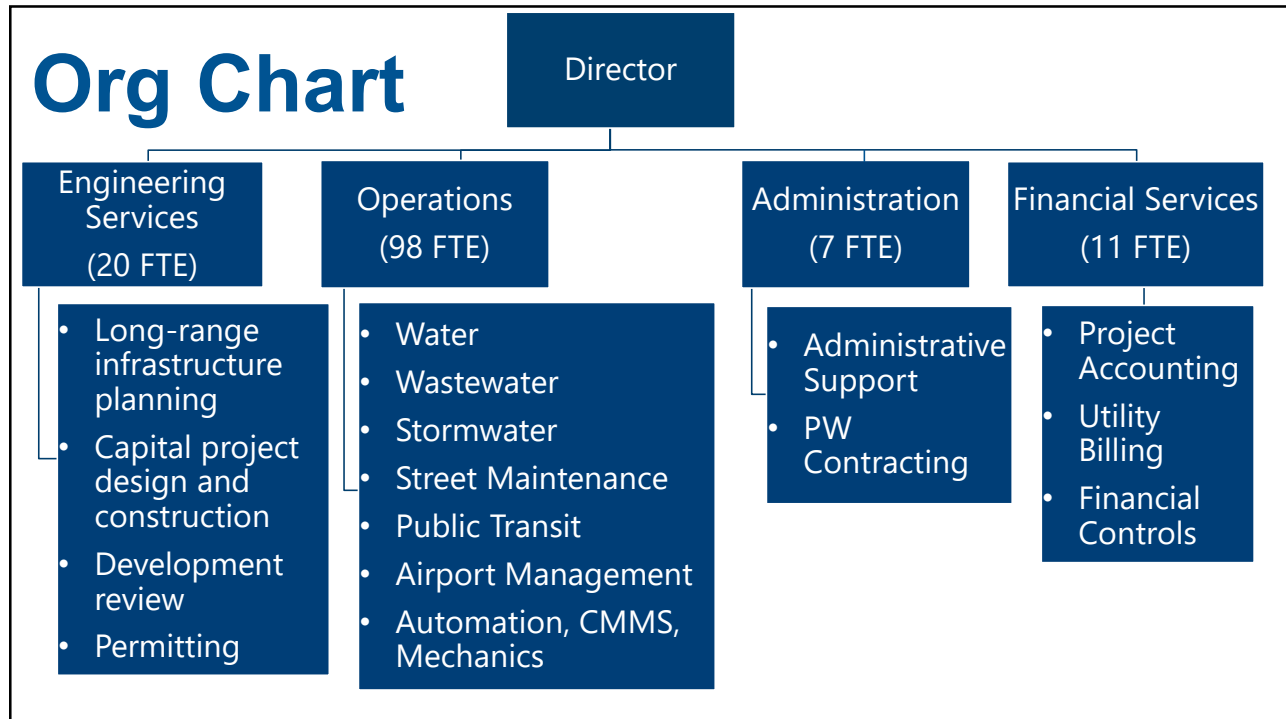 Org Chart
Director
Engineering
Services
(20 FTE)
• Long-range
infrastructure
planning
• Capital project
design and
construction
• Development
review
• Permitting
Operations
(98 FTE)
• Water
• Wastewater
• Stormwater
• Street Maintenance
• Public Transit
• Airport Management
• Automation, CMMS,
Mechanics
Administration
(7 FTE)
• Administrative
Support
• PW
Contracting
Financial Services
(11 FTE)
• Project
Accounting
• Utility
Billing
• Financial
Controls